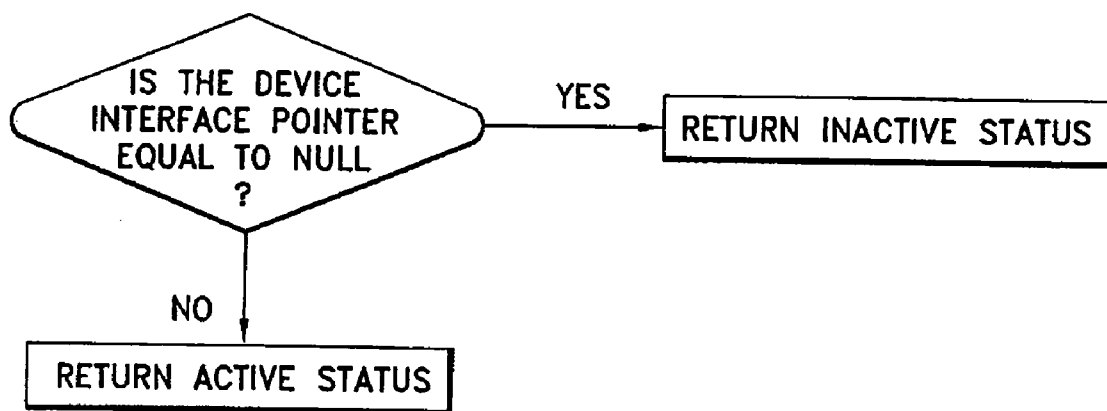 IS THE DEVICE
INTERFACE POINTER
EQUAL TO NULL
?
YES
RETURN INACTIVE STATUS
NO
RETURN ACTIVE STATUS